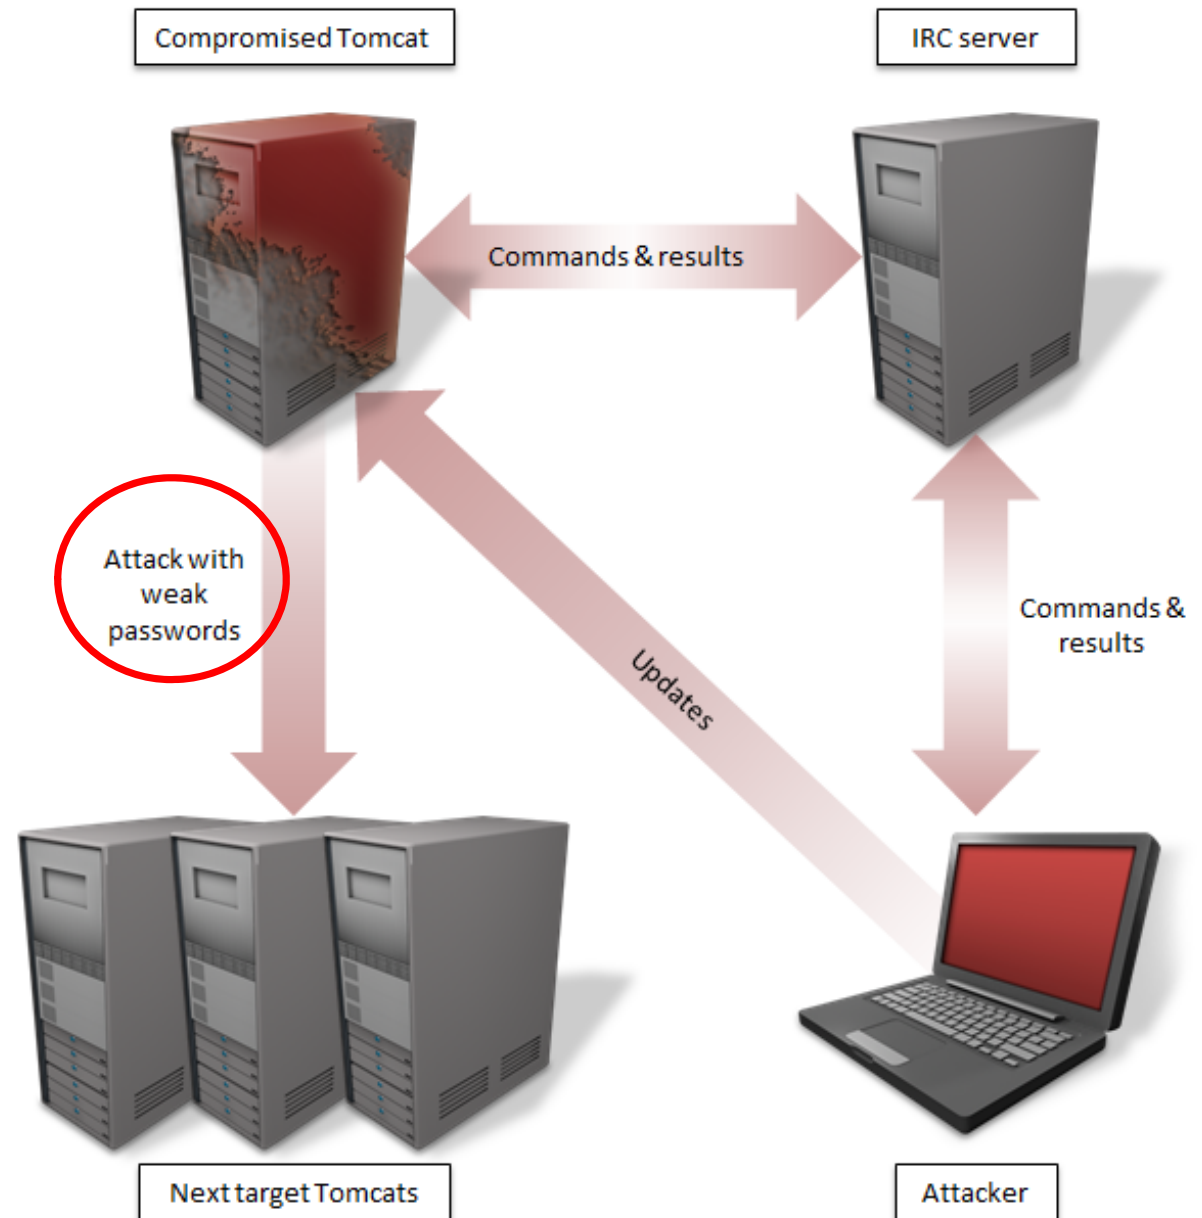 Compromised Tomcat
IRC server
Commands & results
Attack with
weak
passwords
Updates
Commands &
results
Next target Tomcats
Attacker